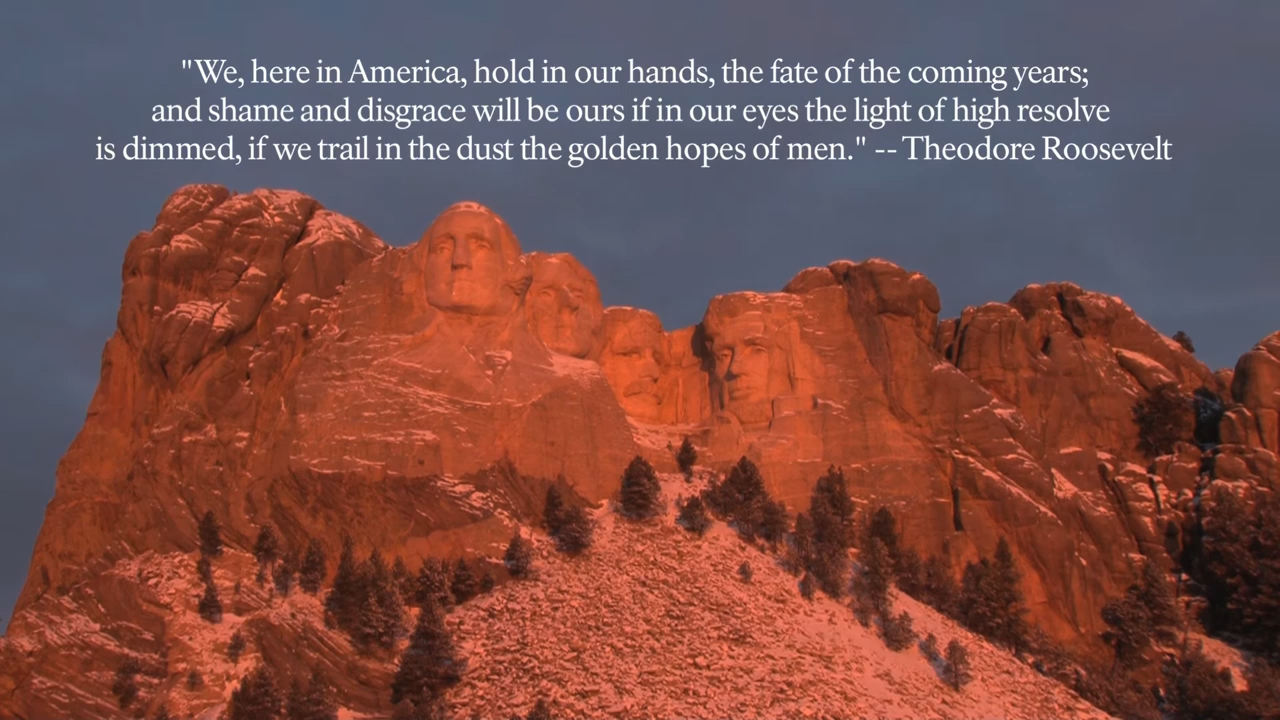 "We, here in America, hold in our hands, the fate of the coming years;
and shame and disgrace will be ours if in our eyes the light of high resolve
is dimmed, if we trail in the dust the golden hopes of men." -- Theodore Roosevelt